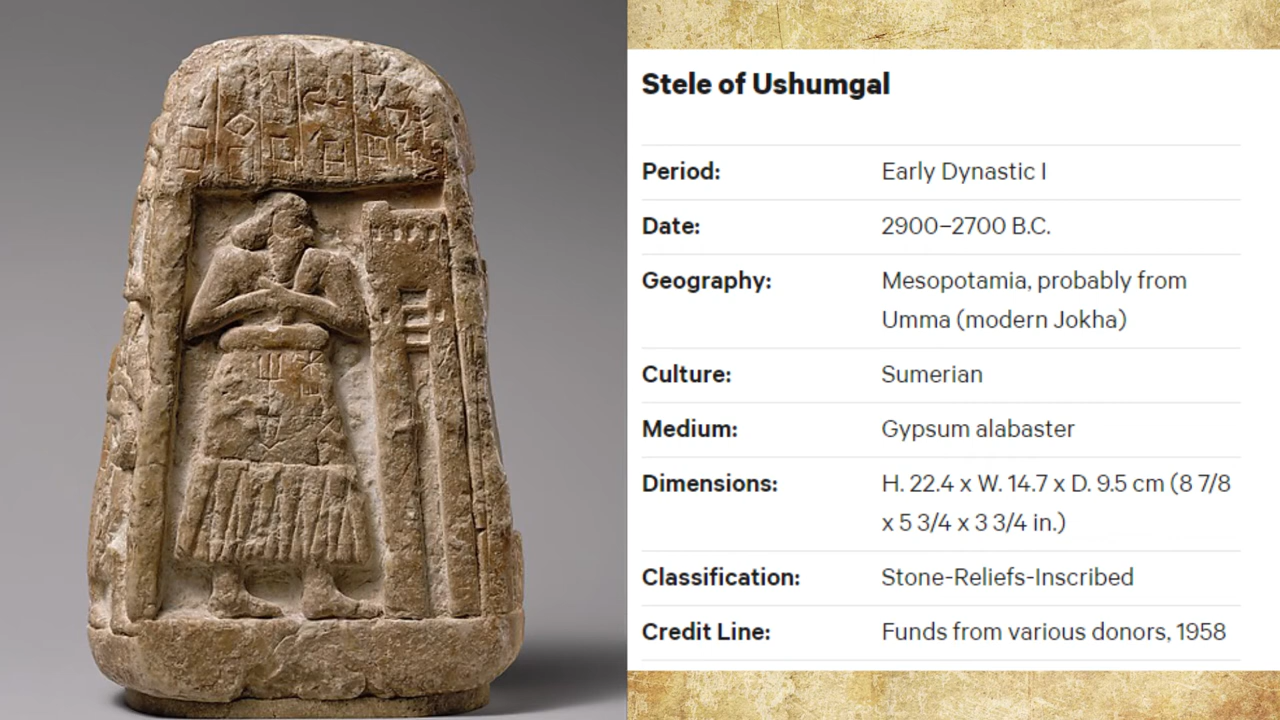 Stele of Ushumgal
Period: Early Dynastic I
Date: 2900–2700 B.C.
Geography: Mesopotamia, probably from
Umma (modern Jokha)
Culture: Sumerian
Medium: Gypsum alabaster
Dimensions: H. 22.4 x W. 14.7 x D. 9.5 cm (8 7/8
x 5 3/4 x 3 3/4 in.)
Classification: Stone-Reliefs-Inscribed
Credit Line: Funds from various donors, 1958